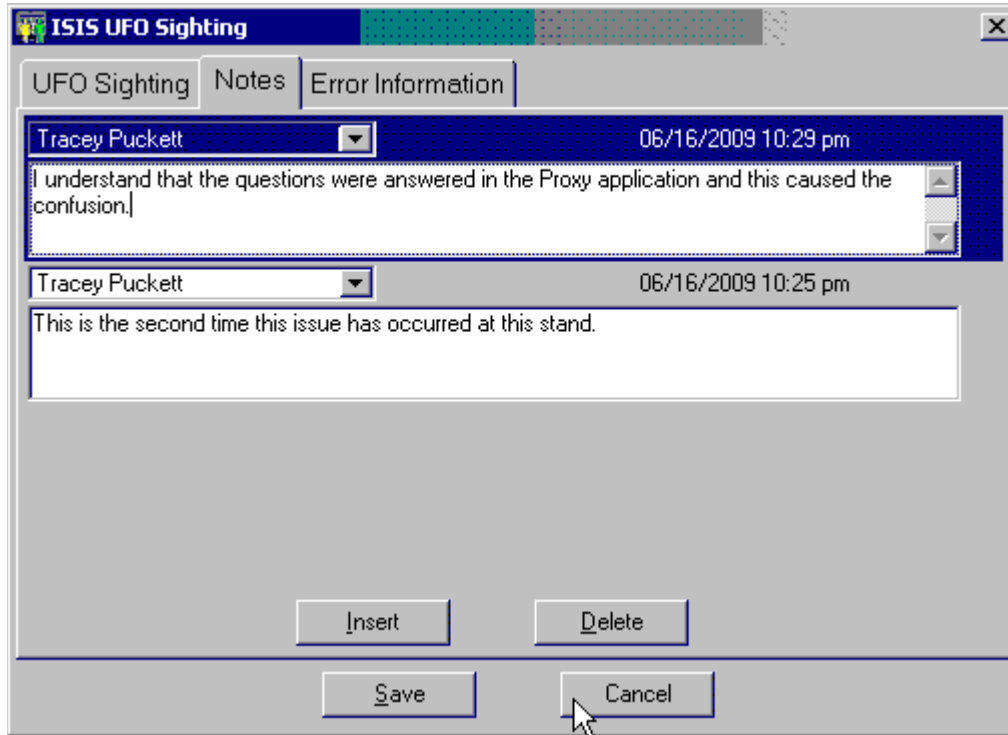 ISIS UFO Sighting
UFO Sighting Notes Error Information
Tracey Puckett 06/16/2009 10:29 pm
I understand that the questions were answered in the Proxy application and this caused the
confusion.
Tracey Puckett 06/16/2009 10:25 pm
This is the second time this issue has occurred at this stand.
Insert Delete
Save Cancel